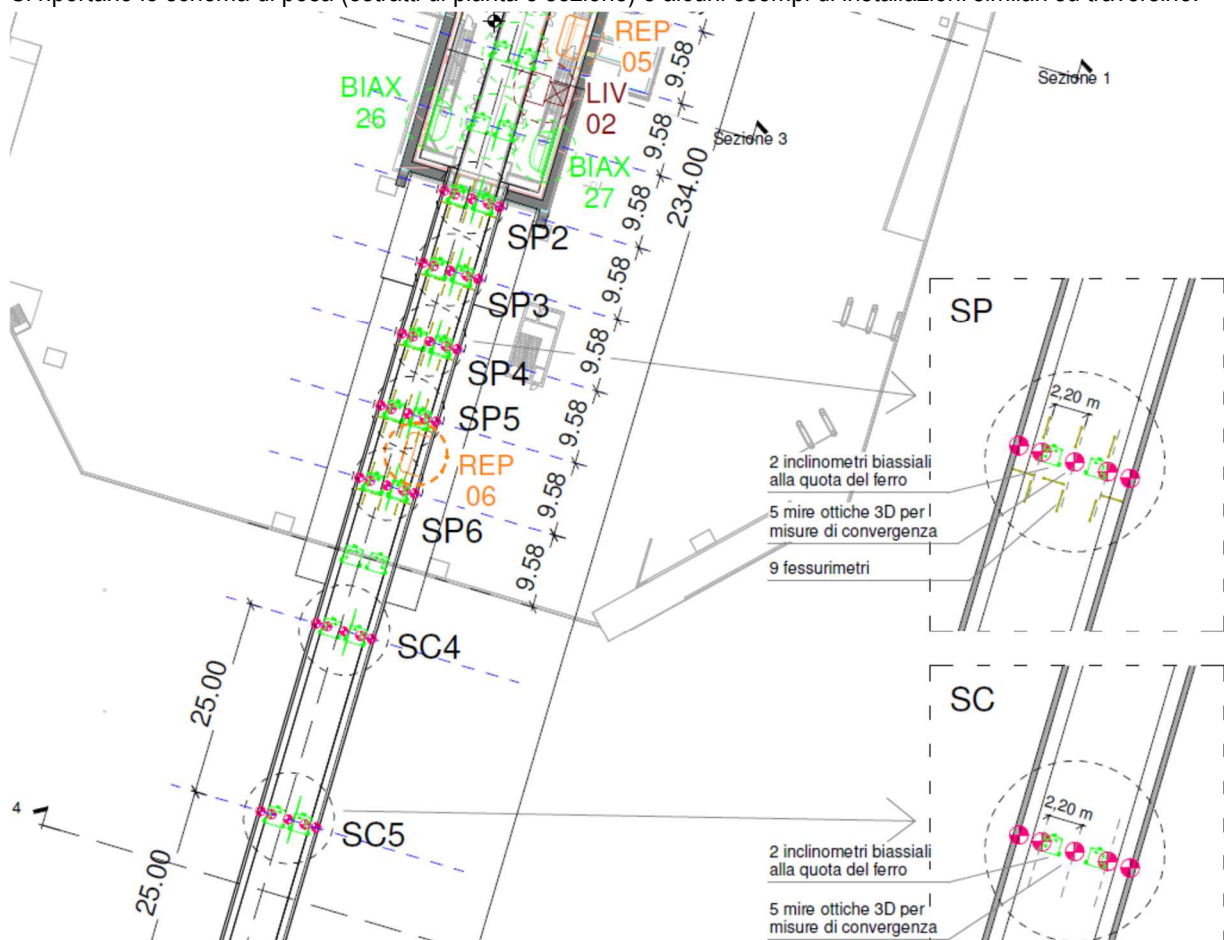 Si riportano lo schema di posa (estratti di pianta e sezione) e alcuni esempi di installazioni similari su traversine:
REP
05
9.58
Sezione 1
BIAX
26
LIV
02
9.58
9.58
Sezione 3
BIAX
27
234.00
9.58
SP2
9.58
SP3
9.58
SP4
9.58
SP5
9.58
REP
06
9.58
SP6
9.58
SC4
25.00
SC5
25.00
4
SP
2,20 m
2 inclinometri biassiali
alla quota del ferro
5 mire ottiche 3D per
misure di convergenza
9 fessurimetri
SC
2,20 m
2 inclinometri biassiali
alla quota del ferro
5 mire ottiche 3D per
misure di convergenza